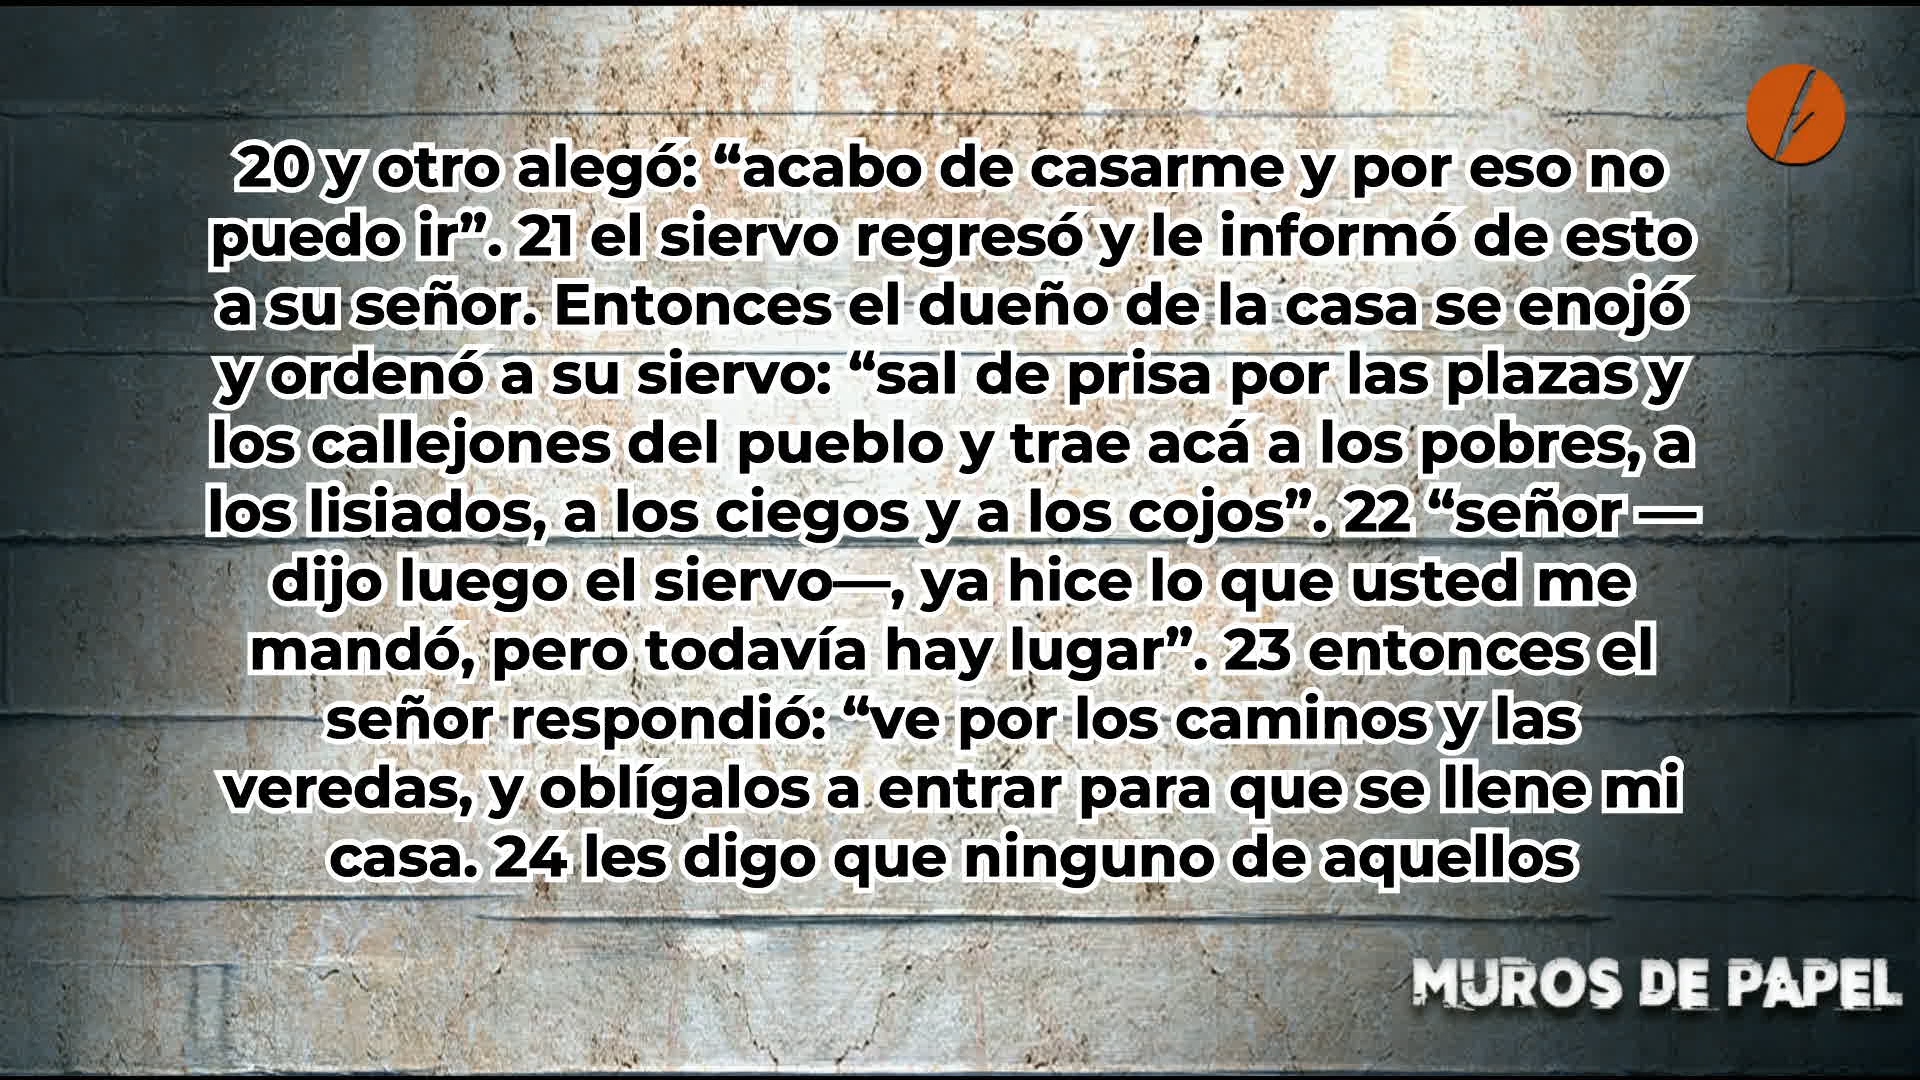 20 y otro alegó: “acabo de casarme y por eso no
puedo ir”. 21 el siervo regresó y le informó de esto
a su señor. Entonces el dueño de la casa se enojó
y ordenó a su siervo: “sal de prisa por las plazas y
los callejones del pueblo y trae acá a los pobres, a
los lisiados, a los ciegos y a los cojos”. 22 “señor —
dijo luego el siervo—, ya hice lo que usted me
mandó, pero todavía hay lugar”. 23 entonces el
señor respondió: “ve por los caminos y las
veredas, y oblígalos a entrar para que se llene mi
casa. 24 les digo que ninguno de aquellos
MUROS DE PAPEL